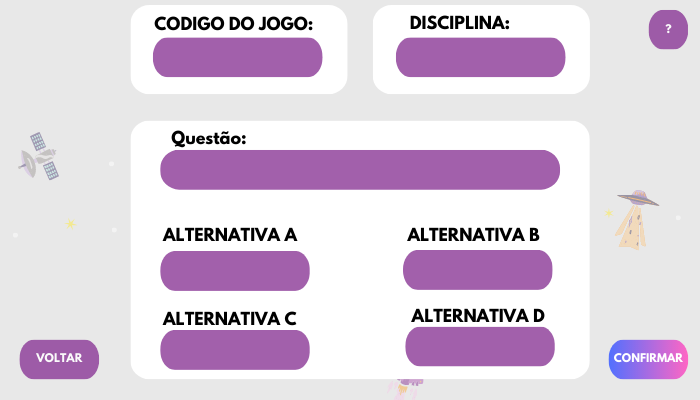 CODIGO DO JOGO:
DISCIPLINA:
?
Questão:
ALTERNATIVA A
ALTERNATIVA B
ALTERNATIVA C
ALTERNATIVA D
VOLTAR
CONFIRMAR